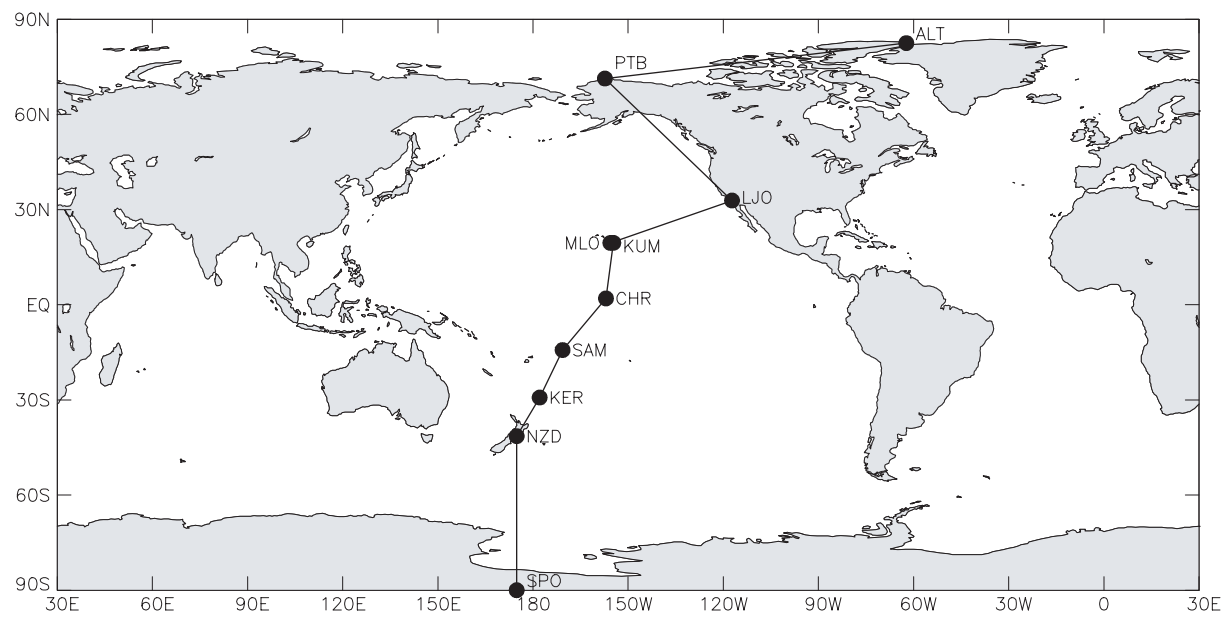 90N
ALT
PTB
60N
LJO
30N
MLO KUM
EQ
CHR
SAM
30S
KER
NZD
60S
SPO
90S
30E 60E 90E 120E 150E 180 150W 120W 90W 60W 30W 0 30E